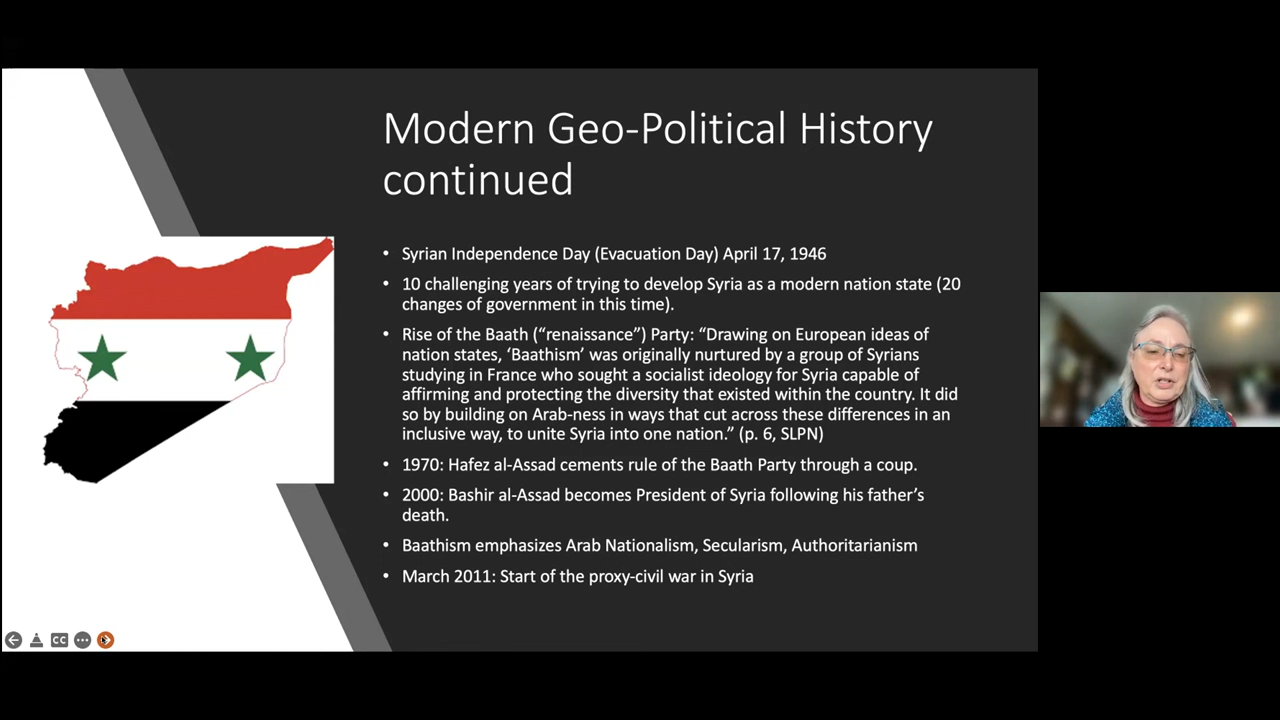 Modern Geo-Political History
continued
• Syrian Independence Day (Evacuation Day) April 17, 1946
• 10 challenging years of trying to develop Syria as a modern nation state (20
changes of government in this time).
• Rise of the Baath (“renaissance”) Party: “Drawing on European ideas of
nation states, ‘Baathism’ was originally nurtured by a group of Syrians
studying in France who sought a socialist ideology for Syria capable of
affirming and protecting the diversity that existed within the country. It did
so by building on Arab-ness in ways that cut across these differences in an
inclusive way, to unite Syria into one nation.” (p. 6, SLPN)
• 1970: Hafez al-Assad cements rule of the Baath Party through a coup.
• 2000: Bashir al-Assad becomes President of Syria following his father’s
death.
• Baathism emphasizes Arab Nationalism, Secularism, Authoritarianism
• March 2011: Start of the proxy-civil war in Syria
CC